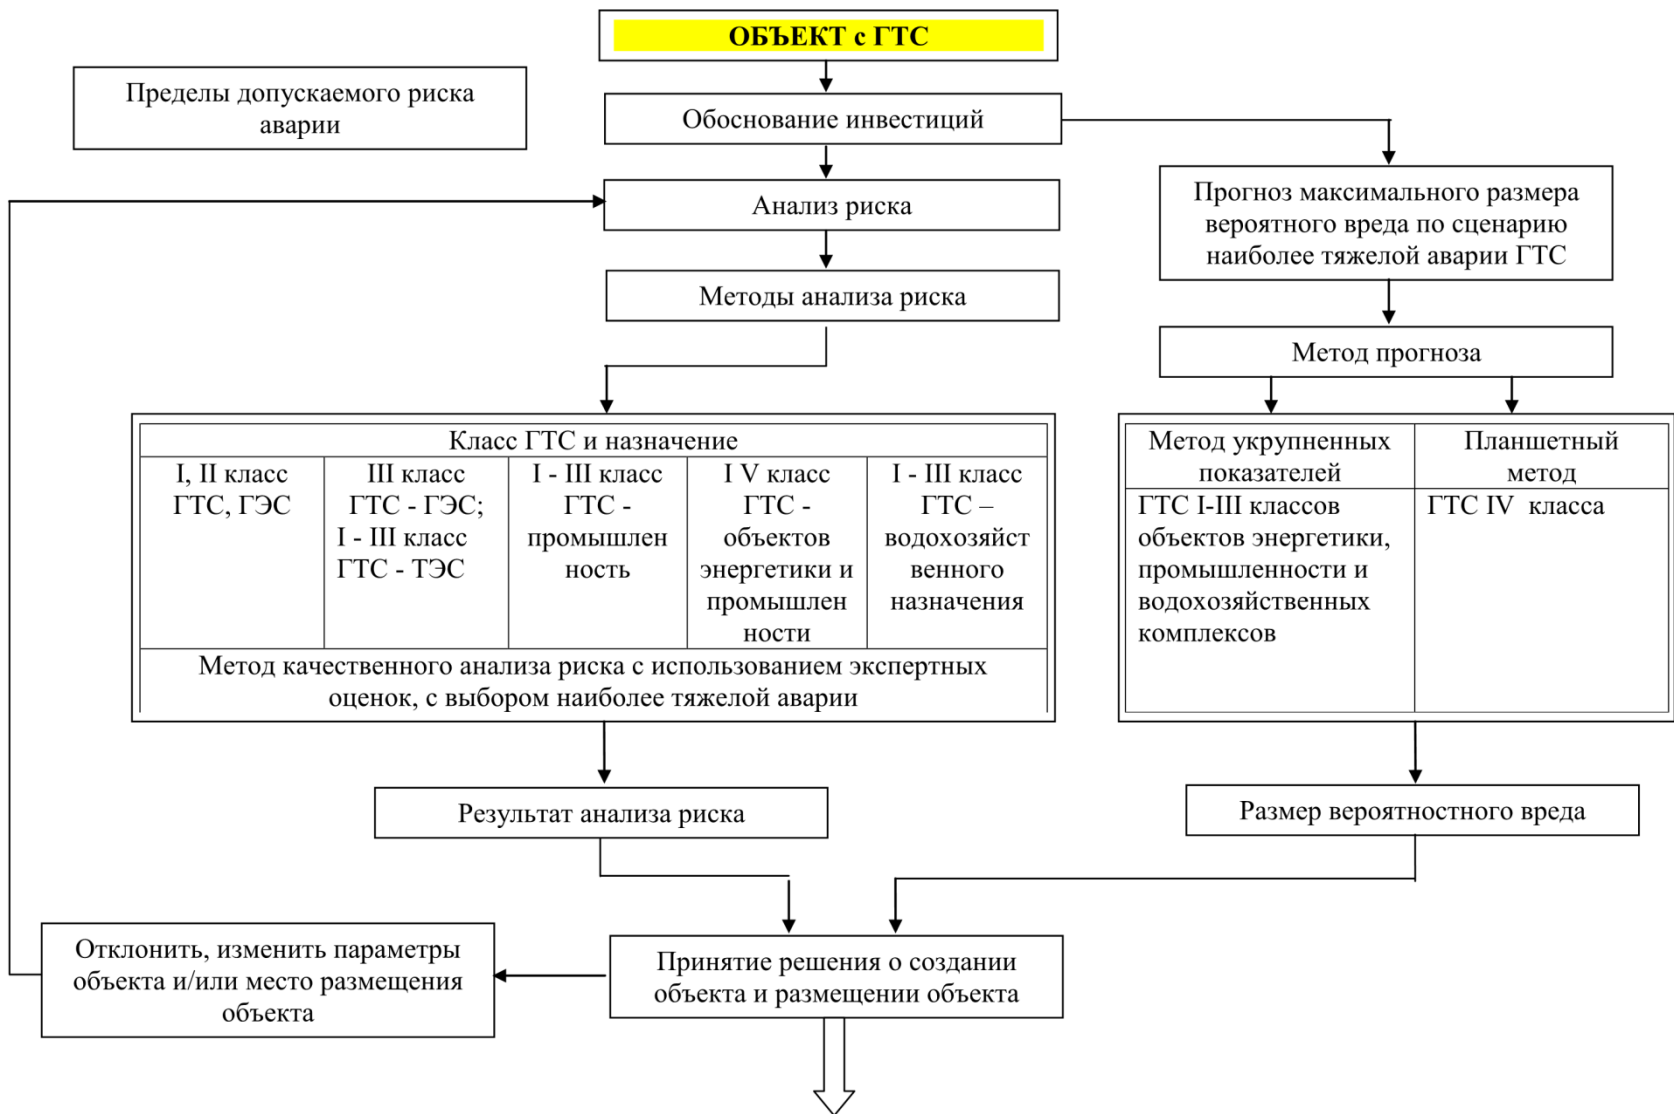 ОБЪЕКТ с ГТС
Пределы допускаемого риска
аварии
Обоснование инвестиций
Анализ риска
Прогноз максимального размера
вероятного вреда по сценарию
наиболее тяжелой аварии ГТС
Методы анализа риска
Метод прогноза
Класс ГТС и назначение
I, II класс
ГТС, ГЭС
III класс
ГТС - ГЭС;
I - III класс
ГТС - ТЭС
I - III класс
ГТС -
промышлен
ность
I V класс
ГТС -
объектов
энергетики и
промышлен
ности
I - III класс
ГТС –
водохозяйст
венного
назначения
Метод качественного анализа риска с использованием экспертных
оценок, с выбором наиболее тяжелой аварии
Метод укрупненных
показателей
Планшетный
метод
ГТС I-III классов
объектов энергетики,
промышленности и
водохозяйственных
комплексов
ГТС IV класса
Результат анализа риска
Размер вероятностного вреда
Отклонить, изменить параметры
объекта и/или место размещения
объекта
Принятие решения о создании
объекта и размещении объекта